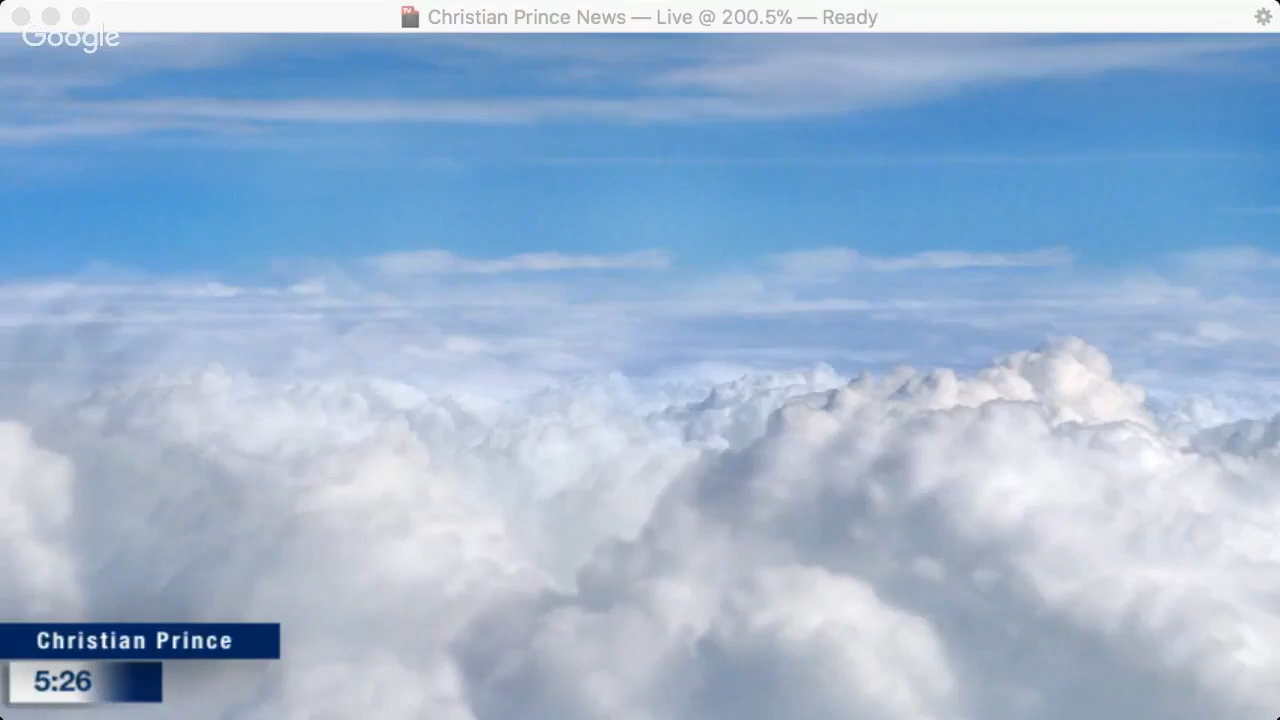 Christian Prince News — Live @ 200.5% — Ready
Google
Christian Prince
5:26